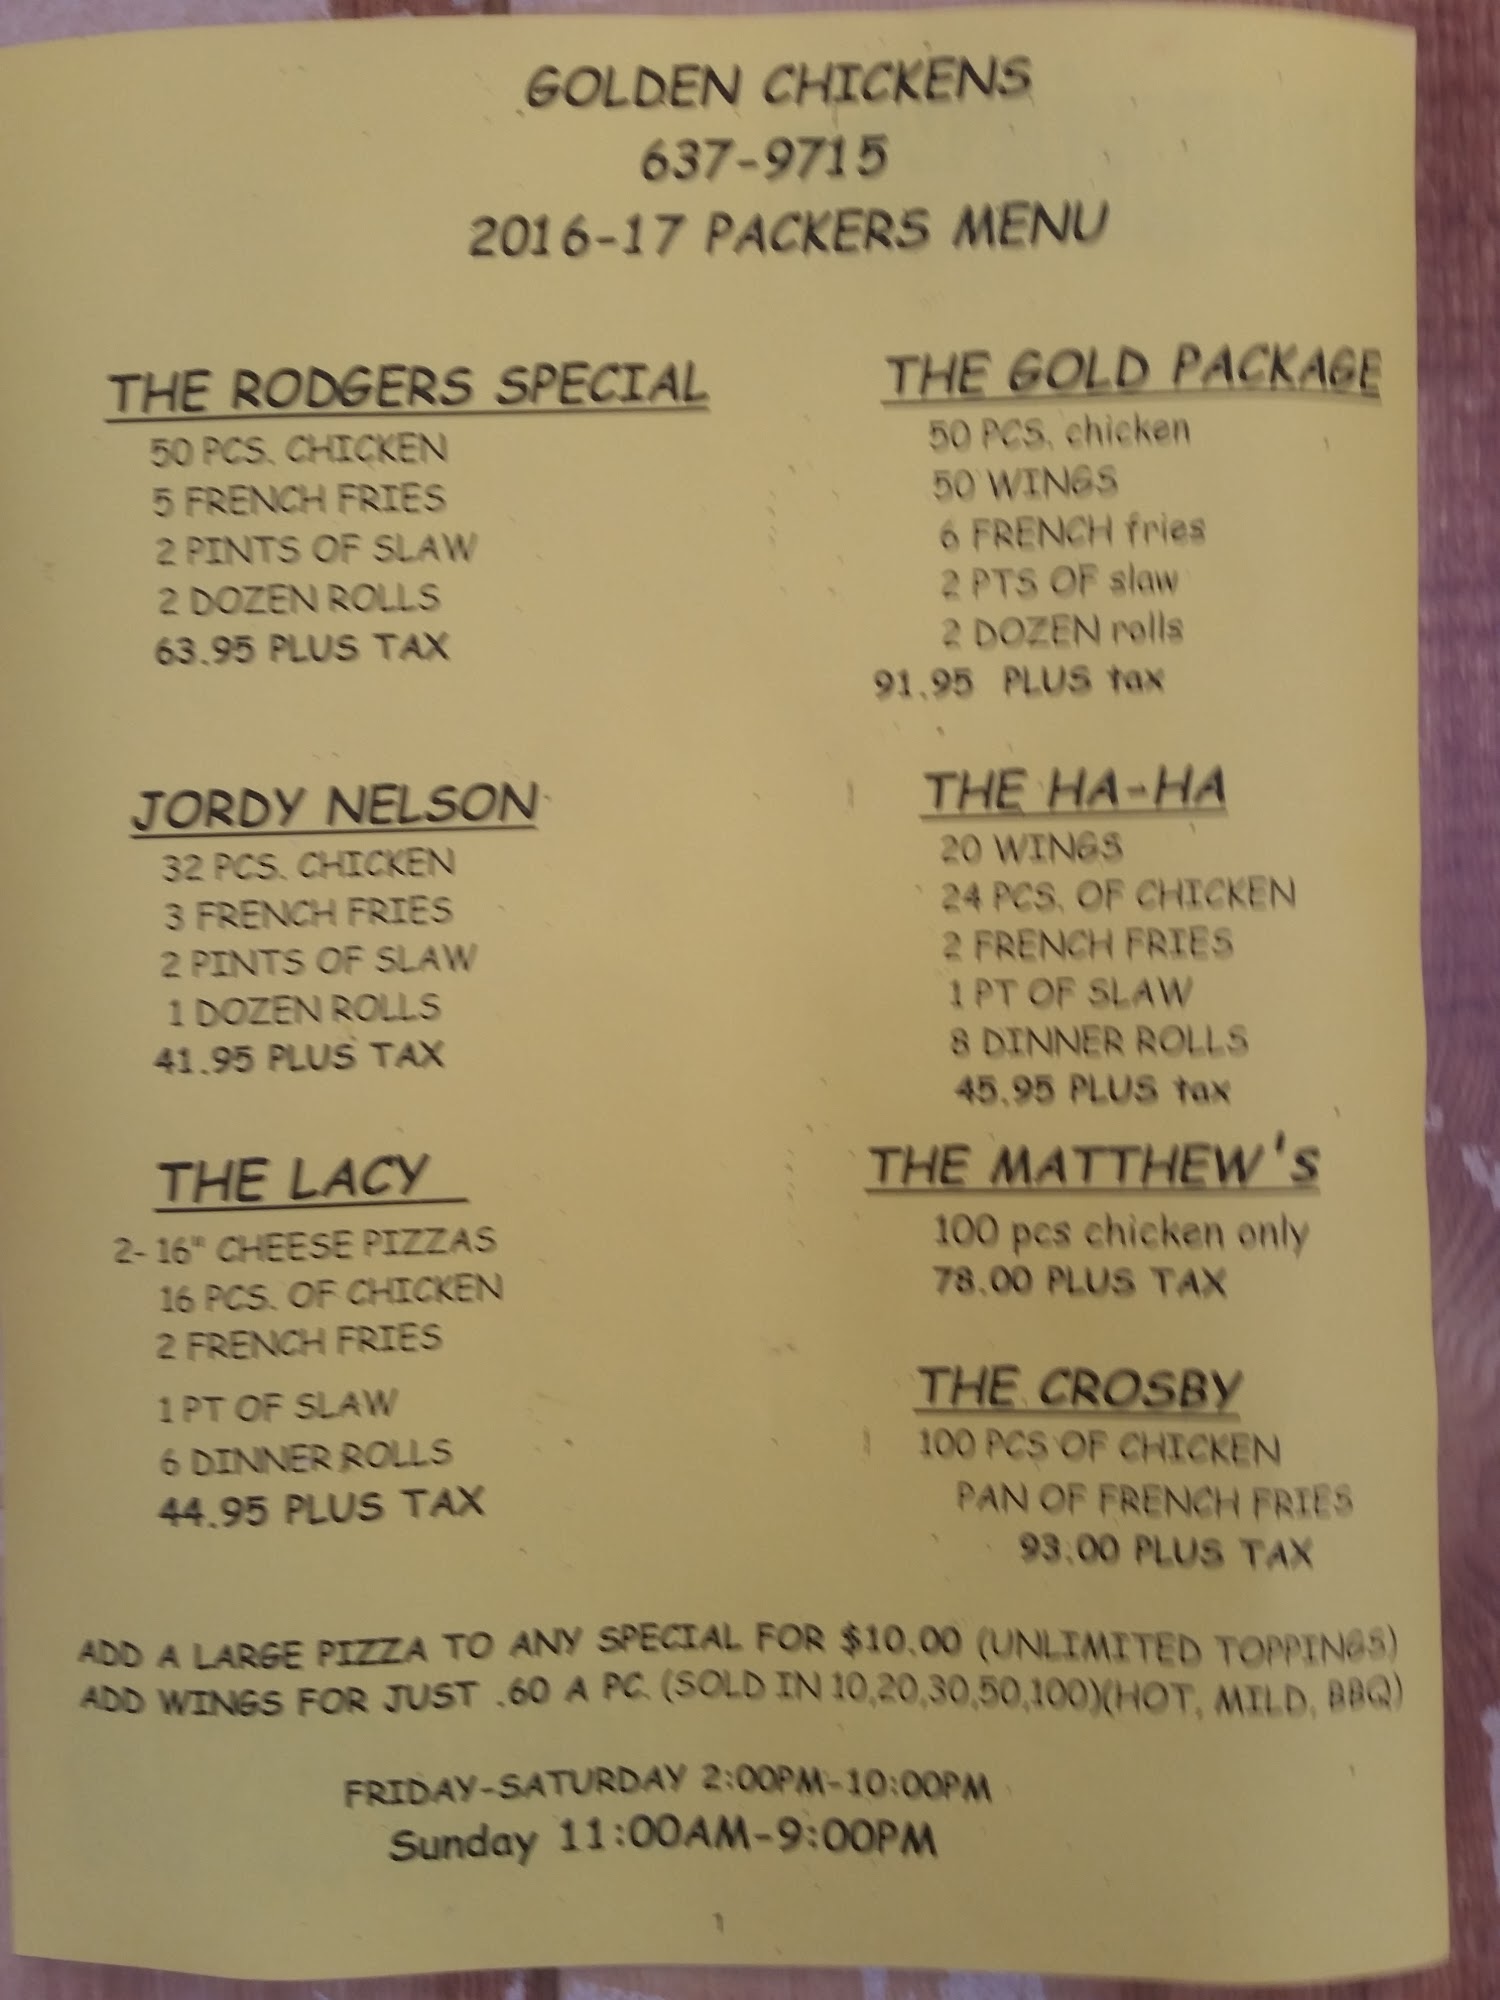 GOLDEN CHICKENS
637-9715
2016-17 PACKERS MENU
THE RODGERS SPECIAL
50 PCS. CHICKEN
5 FRENCH FRIES
2 PINTS OF SLAW
2 DOZEN ROLLS
63.95 PLUS TAX
JORDY NELSON
32 PCS. CHICKEN
3 FRENCH FRIES
2 PINTS OF SLAW
1 DOZEN ROLLS
41.95 PLUS TAX
THE LACY
2- 16" CHEESE PIZZAS
16 PCS. OF CHICKEN
2 FRENCH FRIES
1 PT OF SLAW
6 DINNER ROLLS
44.95 PLUS TAX
THE GOLD PACKAGE
50 PCS. chicken
50 WINGS
6 FRENCH fries
2 PTS OF slaw
2 DOZEN rolls
91.95 PLUS tax
THE HA-HA
20 WINGS
24 PCS. OF CHICKEN
2 FRENCH FRIES
1 PT OF SLAW
8 DINNER ROLLS
45.95 PLUS tax
THE MATTHEW's
100 pcs chicken only
78.00 PLUS TAX
THE CROSBY
100 PCS OF CHICKEN
PAN OF FRENCH FRIES
93.00 PLUS TAX
ADD A LARGE PIZZA TO ANY SPECIAL FOR $10.00 (UNLIMITED TOPPINGS)
ADD WINGS FOR JUST .60 A PC. (SOLD IN 10,20,30,50,100)(HOT, MILD, BBQ)
FRIDAY-SATURDAY 2:00PM-10:00PM
Sunday 11:00AM-9:00PM
1